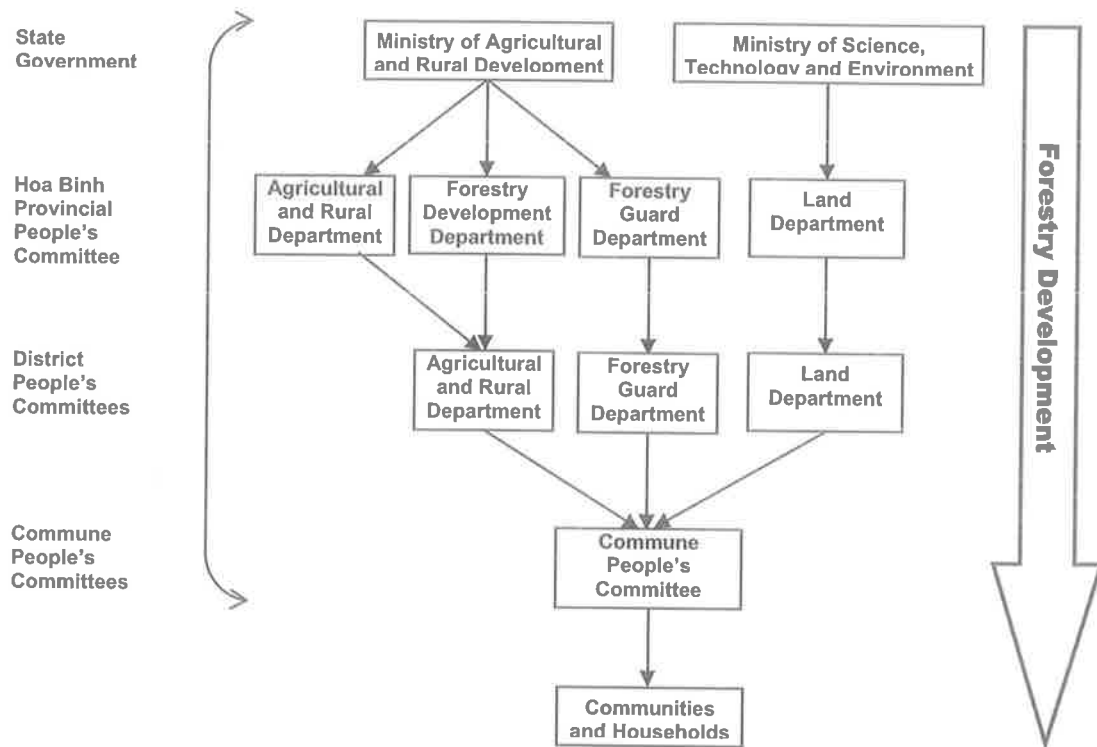 State
Government
Ministry of Agricultural
and Rural Development
Ministry of Science,
Technology and Environment
Hoa Binh
Provincial
People's
Committee
Agricultural
and Rural
Department
Forestry
Development
Department
Forestry
Guard
Department
Land
Department
District
People's
Committees
Agricultural
and Rural
Department
Forestry
Guard
Department
Land
Department
Commune
People's
Committees
Commune
People's
Committee
Communities
and Households
Forestry Development